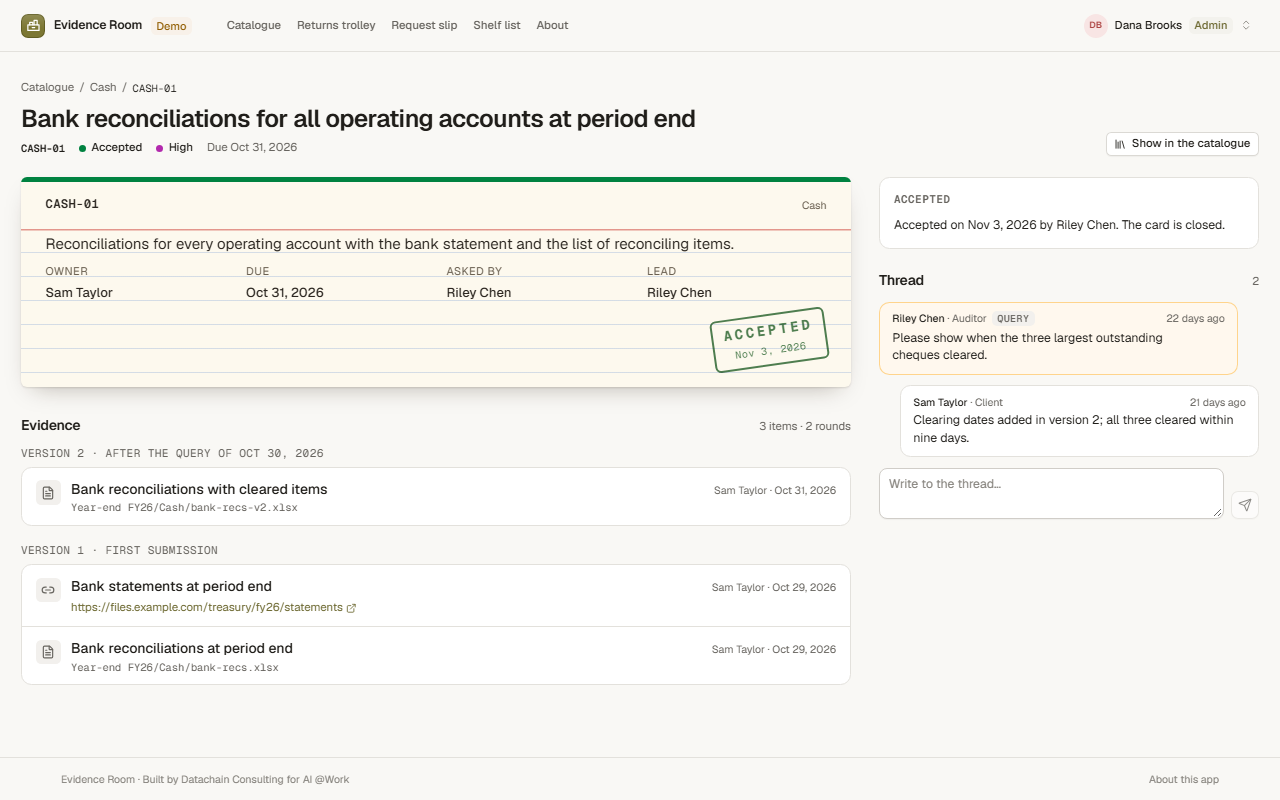 Evidence Room Demo Catalogue Returns trolley Request slip Shelf list About DB Dana Brooks Admin
Catalogue / Cash / CASH-01
Bank reconciliations for all operating accounts at period end
CASH-01 Accepted High Due Oct 31, 2026
Show in the catalogue
CASH-01 Cash
Reconciliations for every operating account with the bank statement and the list of reconciling items.
OWNER DUE ASKED BY LEAD
Sam Taylor Oct 31, 2026 Riley Chen Riley Chen
ACCEPTED
Nov 3, 2026
Evidence 3 items · 2 rounds
VERSION 2 · AFTER THE QUERY OF OCT 30, 2026
Bank reconciliations with cleared items Sam Taylor · Oct 31, 2026
Year-end FY26/Cash/bank-recs-v2.xlsx
VERSION 1 · FIRST SUBMISSION
Bank statements at period end Sam Taylor · Oct 29, 2026
https://files.example.com/treasury/fy26/statements
Bank reconciliations at period end Sam Taylor · Oct 29, 2026
Year-end FY26/Cash/bank-recs.xlsx
ACCEPTED
Accepted on Nov 3, 2026 by Riley Chen. The card is closed.
Thread 2
Riley Chen · Auditor QUERY 22 days ago
Please show when the three largest outstanding
cheques cleared.
Sam Taylor · Client 21 days ago
Clearing dates added in version 2; all three cleared within
nine days.
Write to the thread…
Evidence Room · Built by Datachain Consulting for AI @Work About this app